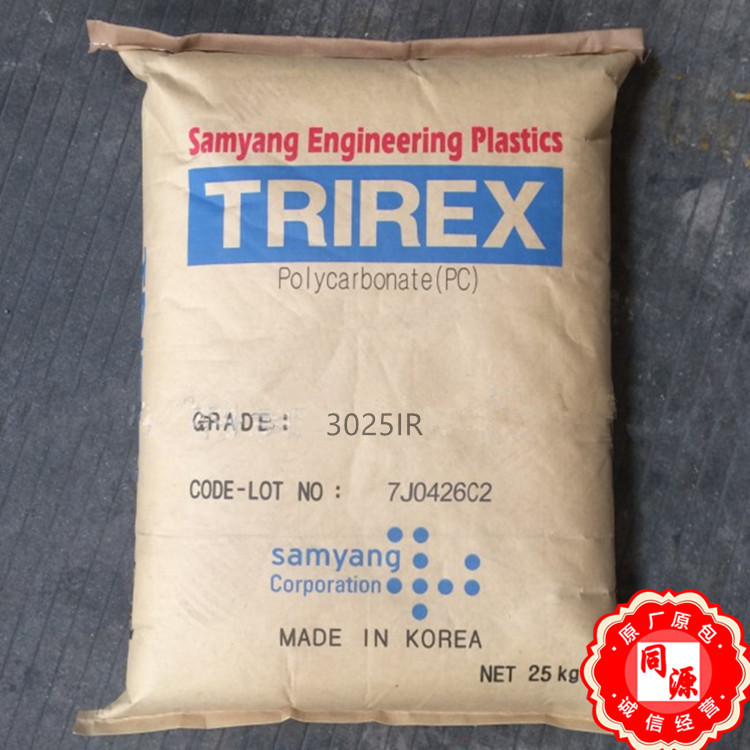 Samyang Engineering Plastics
TRIREX
Polycarbonate(PC)
GRADE: 3025IR
CODE-LOT NO : 7J0426C2
samyang
Corporation
MADE IN KOREA
NET 25 kg
原厂原包
同源
诚信经营